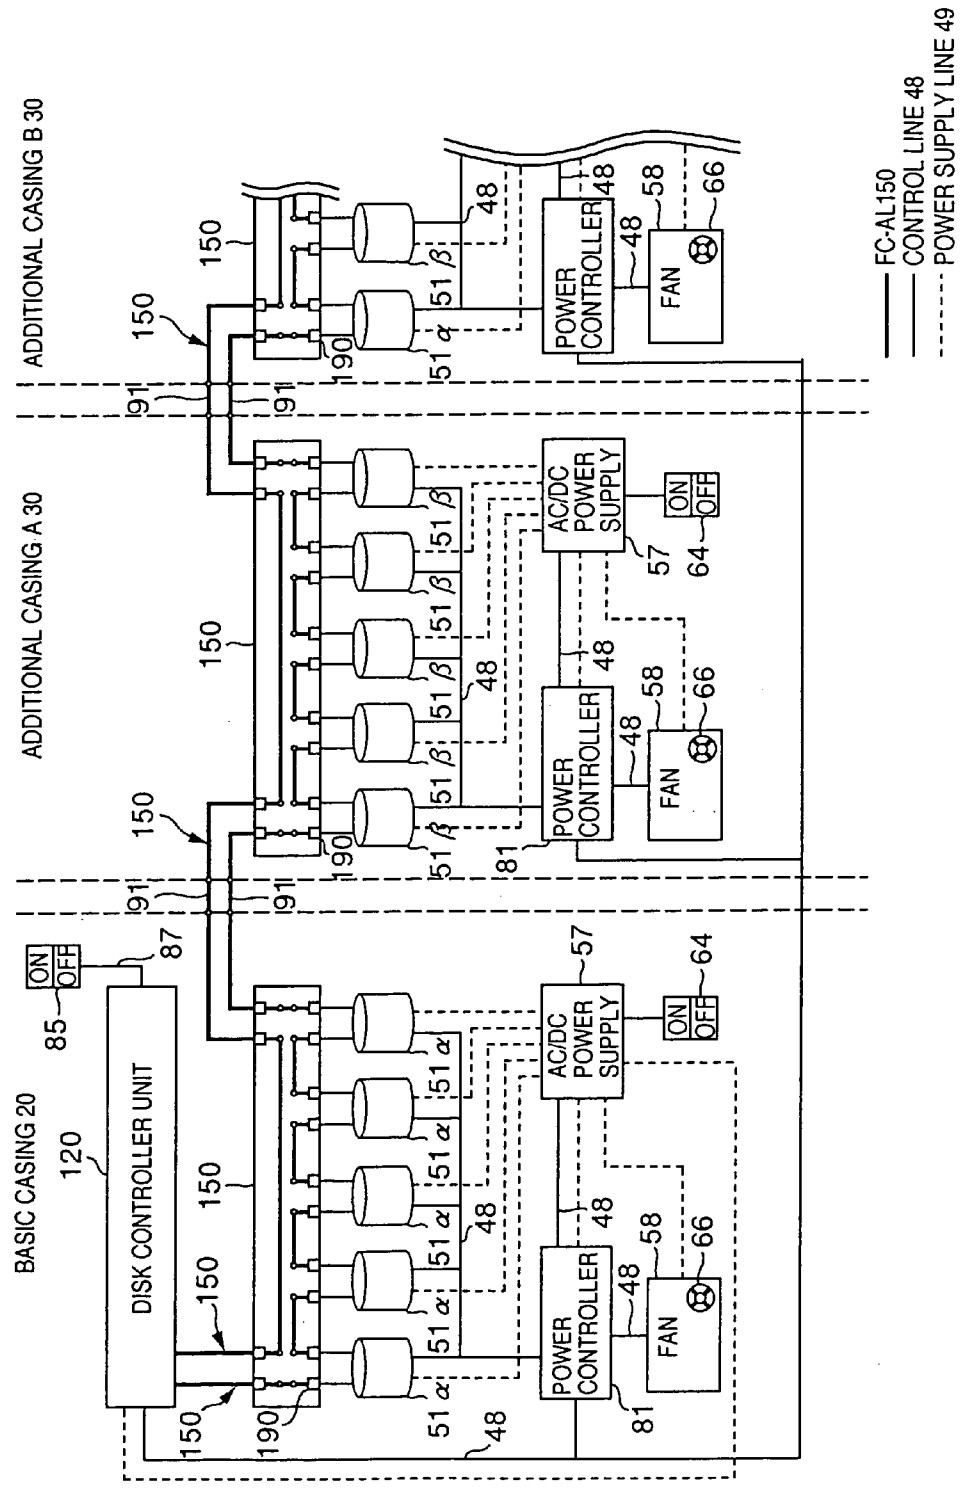 BASIC CASING 20
ADDITIONAL CASING A 30
ADDITIONAL CASING B 30
120
DISK CONTROLLER UNIT
85
ON
OFF
87
150
150
150
190
91
91
150
150
190
91
91
150
150
190
51 α
51 α
51 α
51 α
51 α
48
51 β
51 β
51 β
51 β
51 β
48
51 α
51 β
48
POWER
CONTROLLER
81
48
AC/DC
POWER
SUPPLY
57
ON
OFF
64
48
FAN
58
66
81
POWER
CONTROLLER
48
AC/DC
POWER
SUPPLY
57
ON
OFF
64
48
FAN
58
66
POWER
CONTROLLER
48
48
FAN
58
66
48
FC-AL150
CONTROL LINE 48
POWER SUPPLY LINE 49